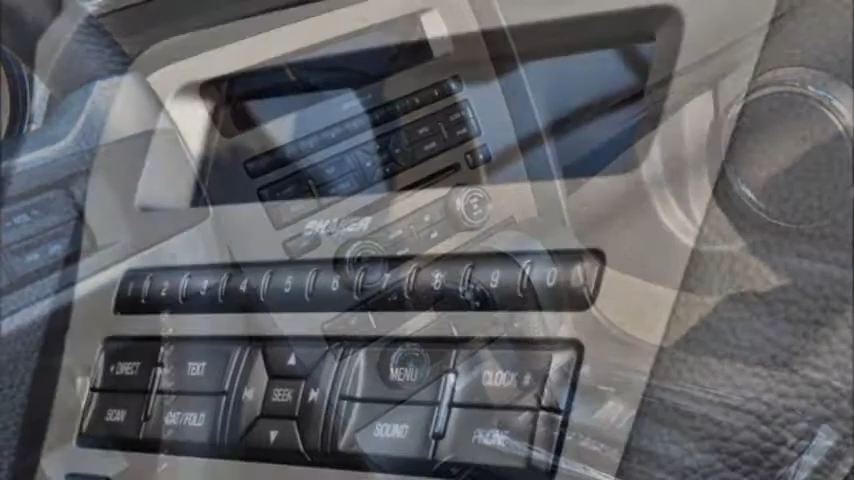 SHAKER
1 2 3 4 5 6 7 8 9 0
DIRECT TEXT MENU CLOCK
SEEK
SCAN CAT/FOLD SOUND PHONE